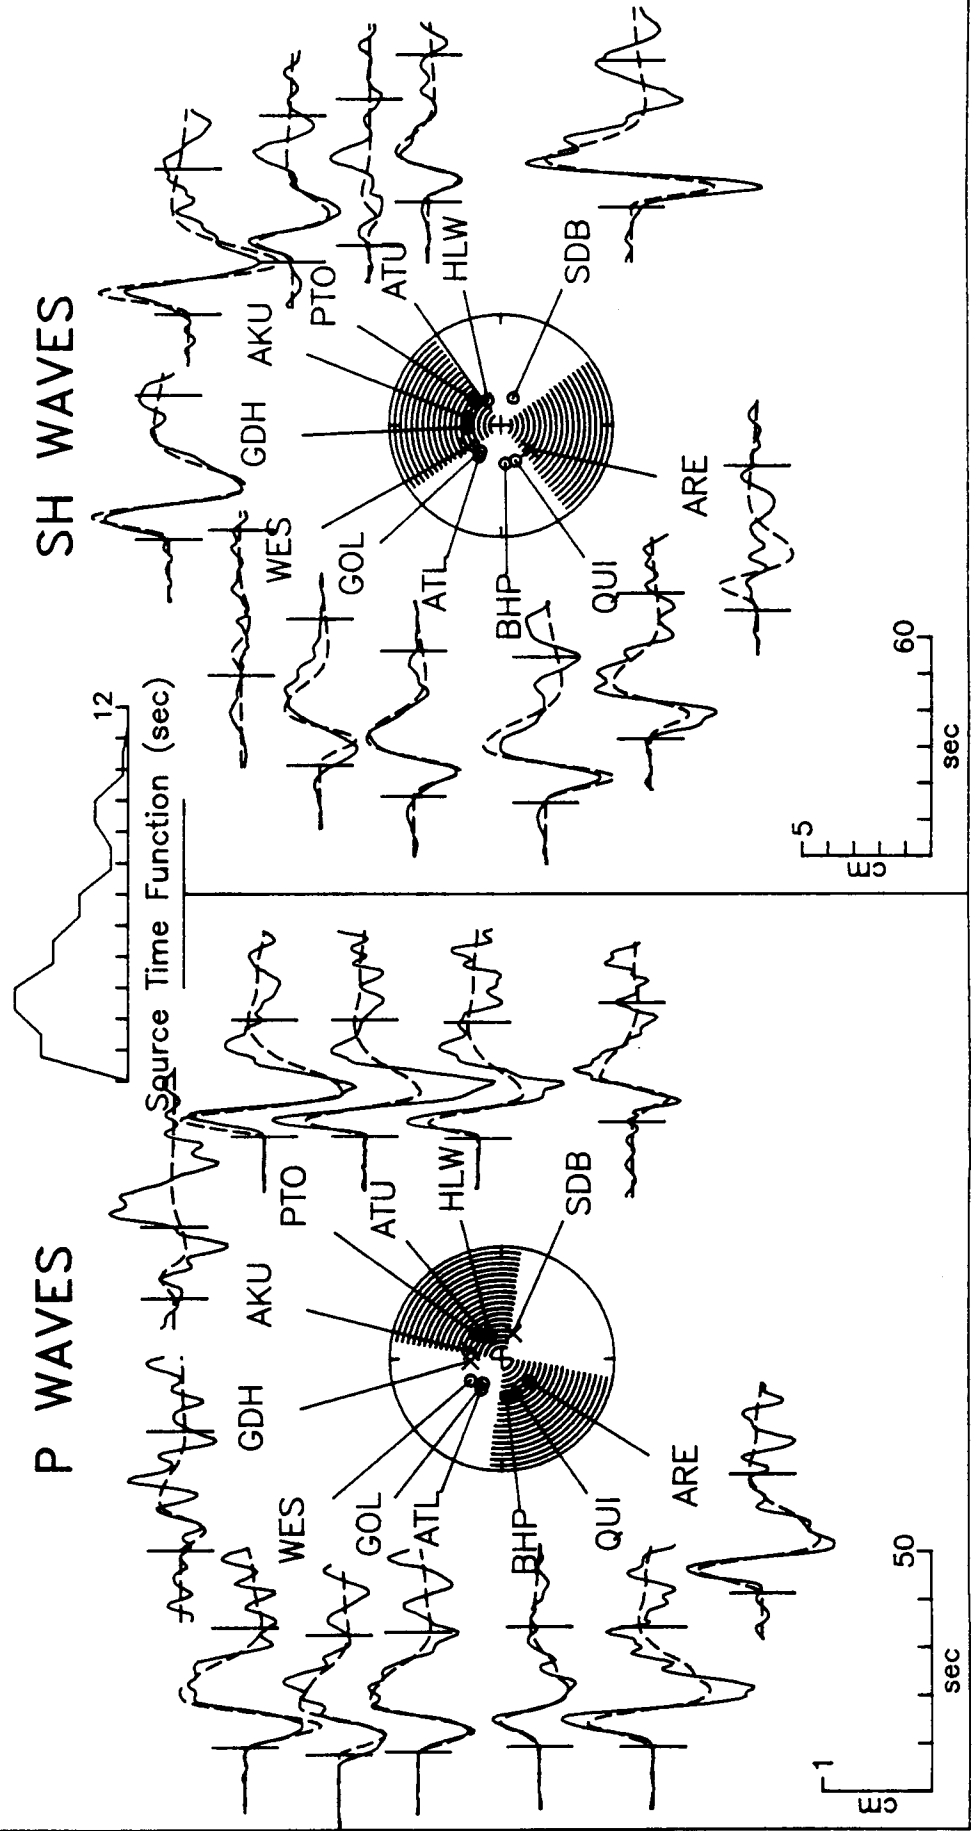 P WAVES
SH WAVES
12
Source Time Function (sec)
GDH
AKU
PTO
WES
ATU
GOL
HLW
ATL
SDB
BHP
QUI
ARE
1
cm
50
sec
GDH
AKU
PTO
WES
ATU
GOL
HLW
ATL
SDB
BHP
QUI
ARE
5
cm
60
sec